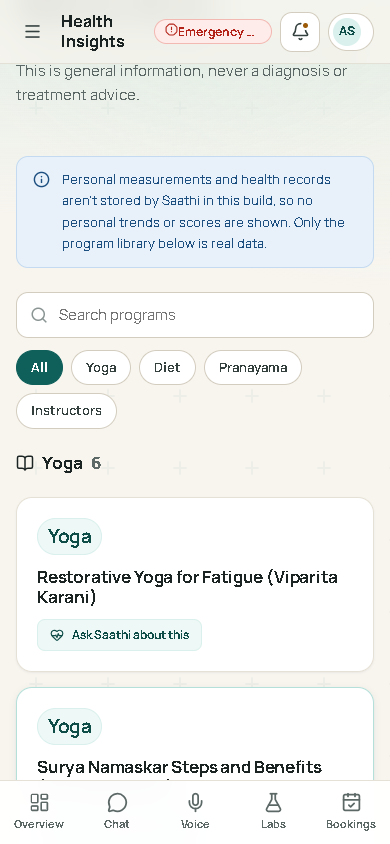 Health
Insights
Emergency ...
AS
This is general information, never a diagnosis or
treatment advice.
Personal measurements and health records
aren't stored by Saathi in this build, so no
personal trends or scores are shown. Only the
program library below is real data.
Search programs
All
Yoga
Diet
Pranayama
Instructors
Yoga 6
Yoga
Restorative Yoga for Fatigue (Viparita
Karani)
Ask Saathi about this
Yoga
Surya Namaskar Steps and Benefits
Overview
Chat
Voice
Labs
Bookings